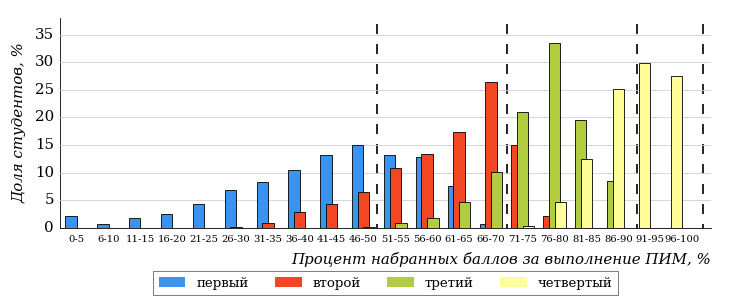 Доля студентов, %
35
30
25
20
15
10
5
0
0-5 6-10 11-15 16-20 21-25 26-30 31-35 36-40 41-45 46-50 51-55 56-60 61-65 66-70 71-75 76-80 81-85 86-90 91-95 96-100
Процент набранных баллов за выполнение ПИМ, %
первый второй третий четвертый